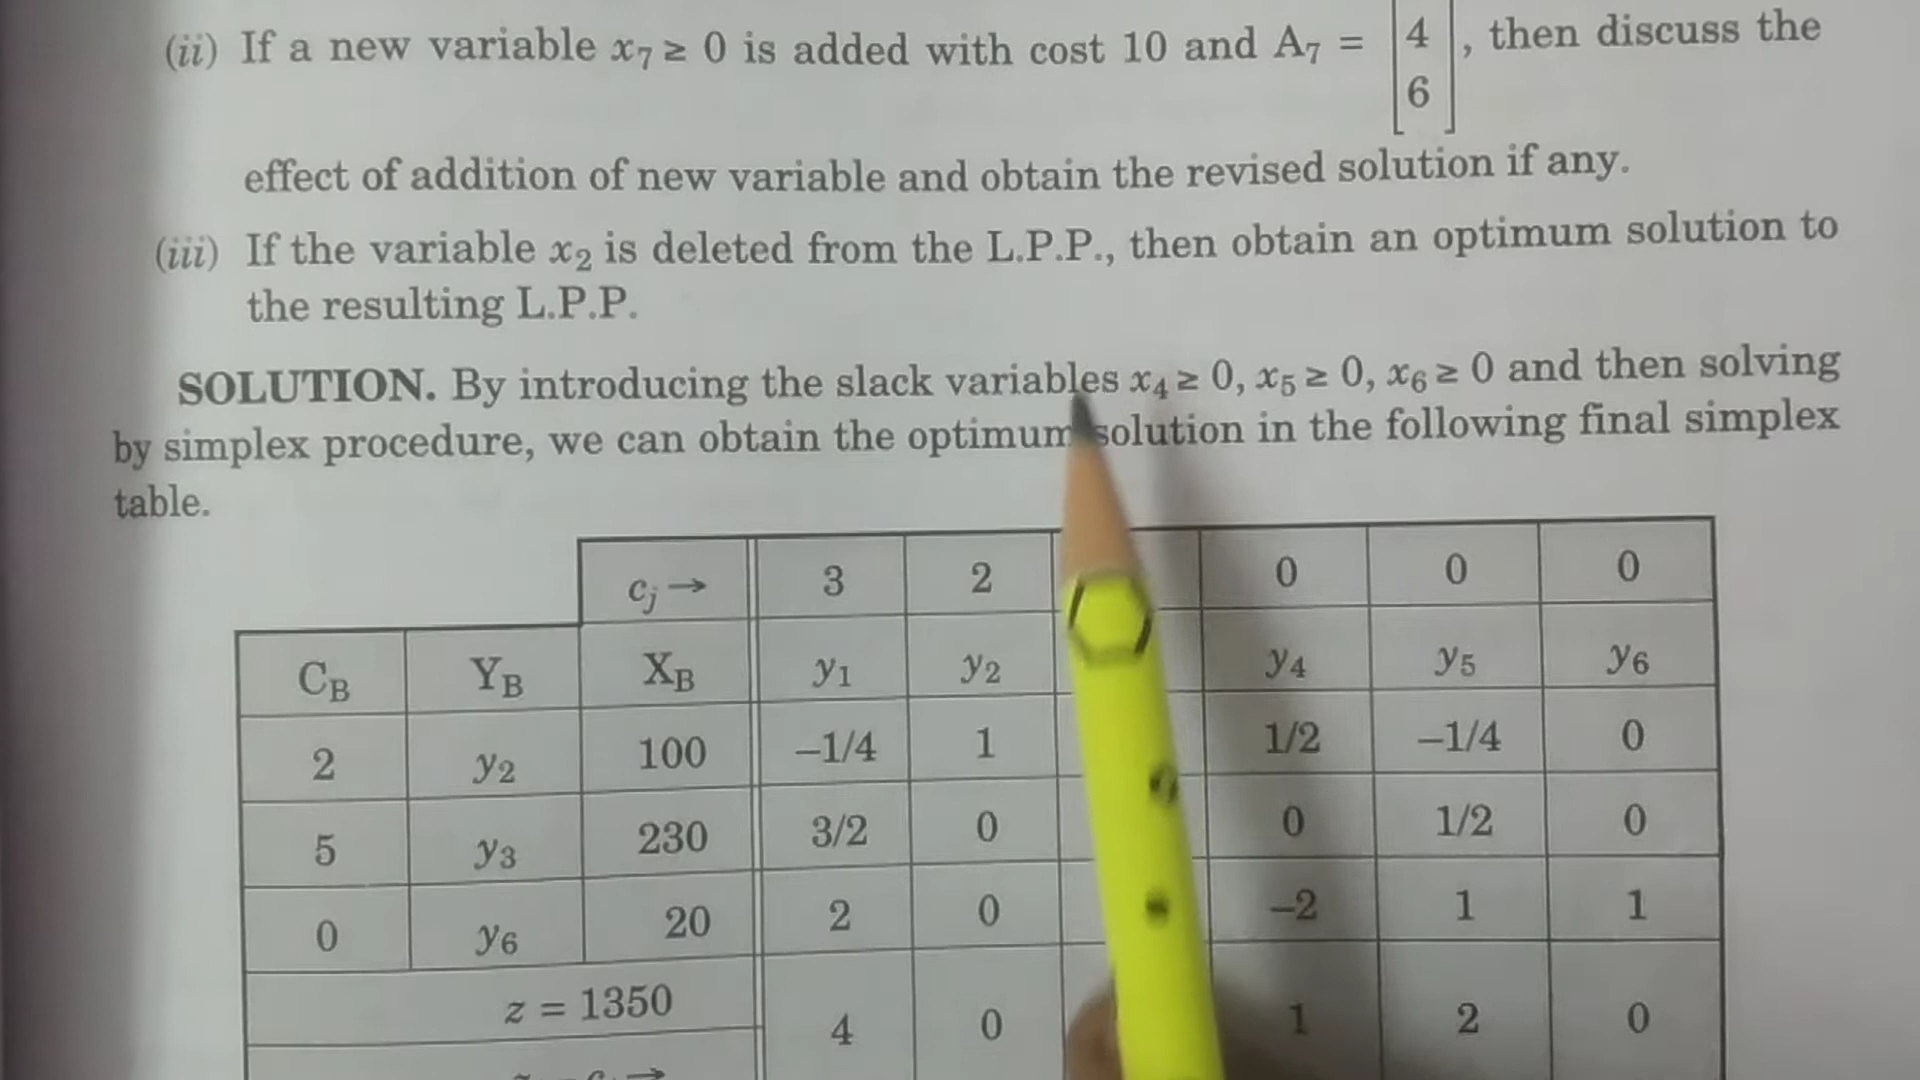 (ii) If a new variable x₇ ≥ 0 is added with cost 10 and A₇ = [4 6], then discuss the
effect of addition of new variable and obtain the revised solution if any.
(iii) If the variable x₂ is deleted from the L.P.P., then obtain an optimum solution to
the resulting L.P.P.
SOLUTION. By introducing the slack variables x₄ ≥ 0, x₅ ≥ 0, x₆ ≥ 0 and then solving
by simplex procedure, we can obtain the optimum solution in the following final simplex
table.
cⱼ → 3 2 0 0 0
C_B Y_B X_B y₁ y₂ y₄ y₅ y₆
2 y₂ 100 –1/4 1 1/2 –1/4 0
5 y₃ 230 3/2 0 0 1/2 0
0 y₆ 20 2 0 –2 1 1
z = 1350 4 0 1 2 0